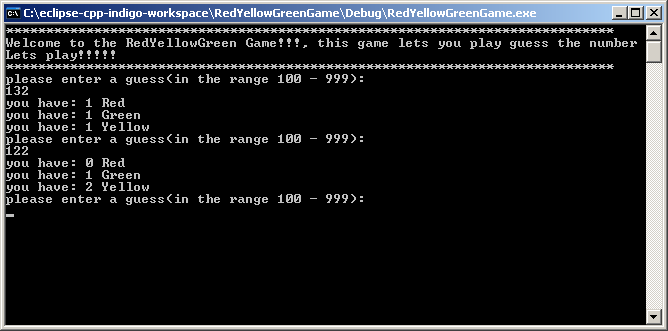 C:\eclipse-cpp-indigo-workspace\RedYellowGreenGame\Debug\RedYellowGreenGame.exe
*****************************************************************************
Welcome to the RedYellowGreen Game!!!, this game lets you play guess the number
Lets play!!!!!
*****************************************************************************
please enter a guess(in the range 100 - 999):
132
you have: 1 Red
you have: 1 Green
you have: 1 Yellow
please enter a guess(in the range 100 - 999):
122
you have: 0 Red
you have: 1 Green
you have: 2 Yellow
please enter a guess(in the range 100 - 999):